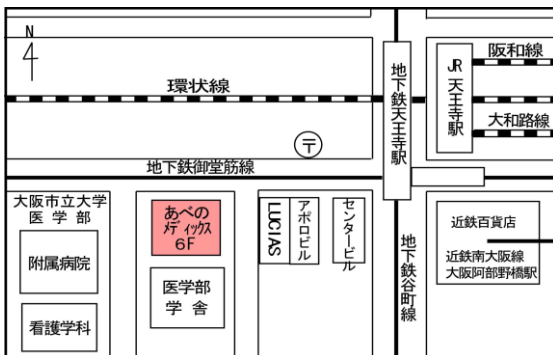 N
環状線
地下鉄天王寺駅
JR天王寺駅
阪和線
大和路線
〒
地下鉄御堂筋線
大阪市立大学
医学部
附属病院
看護学科
あべの
メディックス
6F
医学部
学舎
LUCIAS
アポロビル
センタービル
地下鉄谷町線
近鉄百貨店
近鉄南大阪線
大阪阿部野橋駅